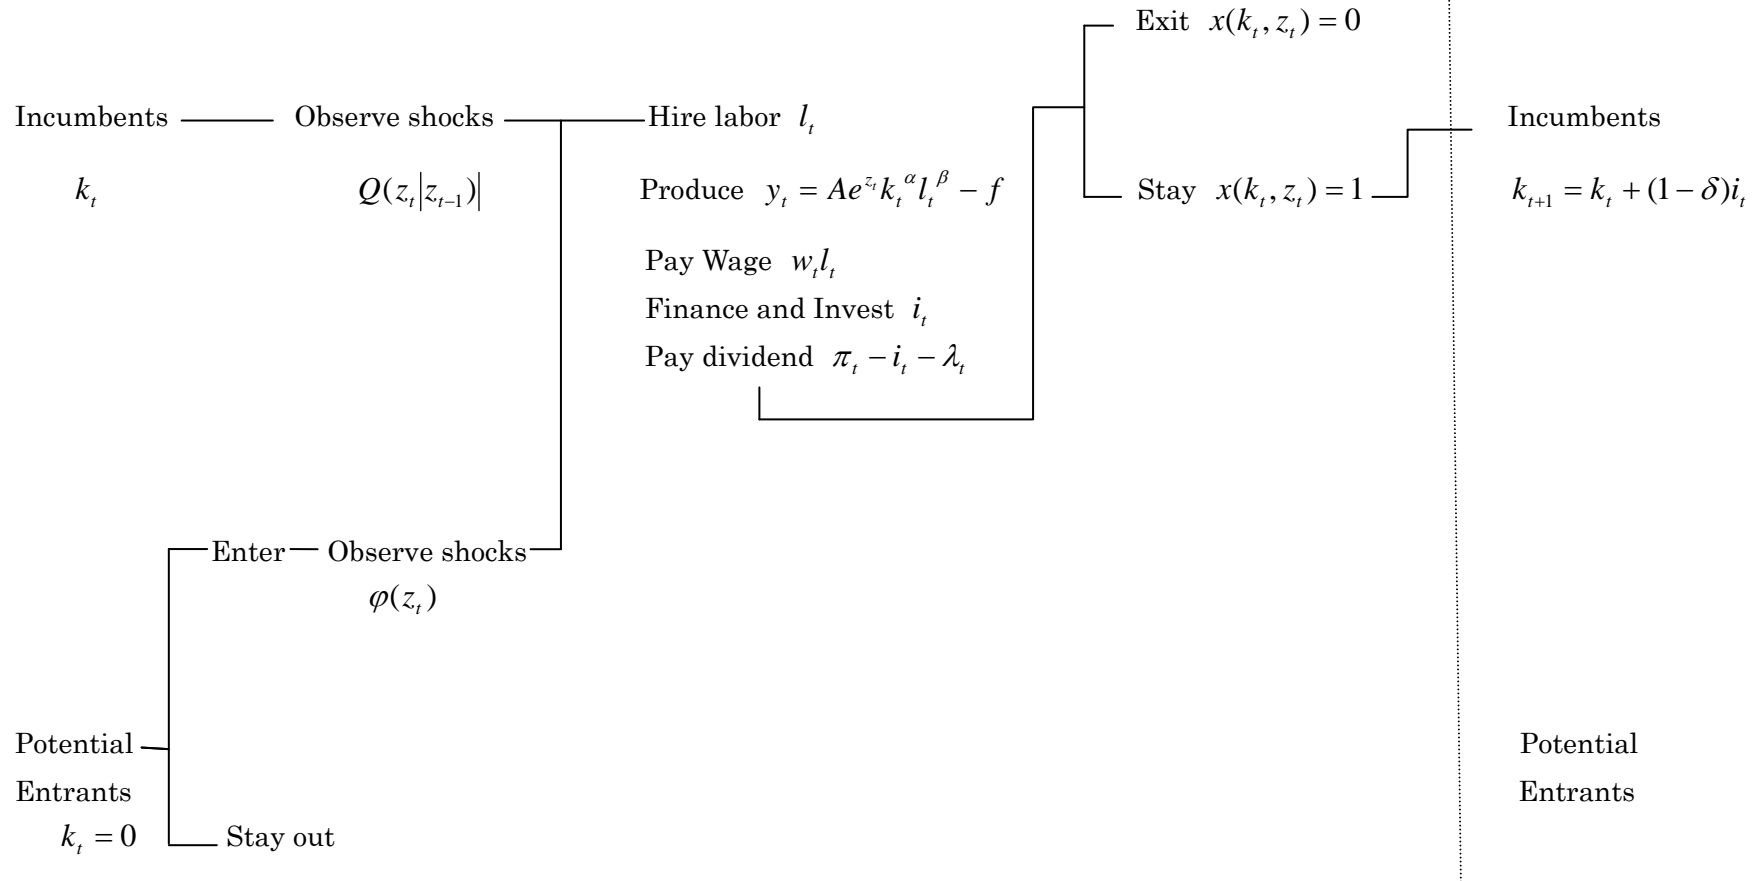 Exit x(k_t, z_t) = 0
Incumbents
Observe shocks
Hire labor l_t
Incumbents
k_t
Q(z_t|z_{t−1})|
Produce y_t = Ae^{z_t}k_t^α l_t^β − f
Stay x(k_t, z_t) = 1
k_{t+1} = k_t + (1 − δ)i_t
Pay Wage w_t l_t
Finance and Invest i_t
Pay dividend π_t − i_t − λ_t
Enter
Observe shocks
φ(z_t)
Potential
Entrants
k_t = 0
Stay out
Potential
Entrants